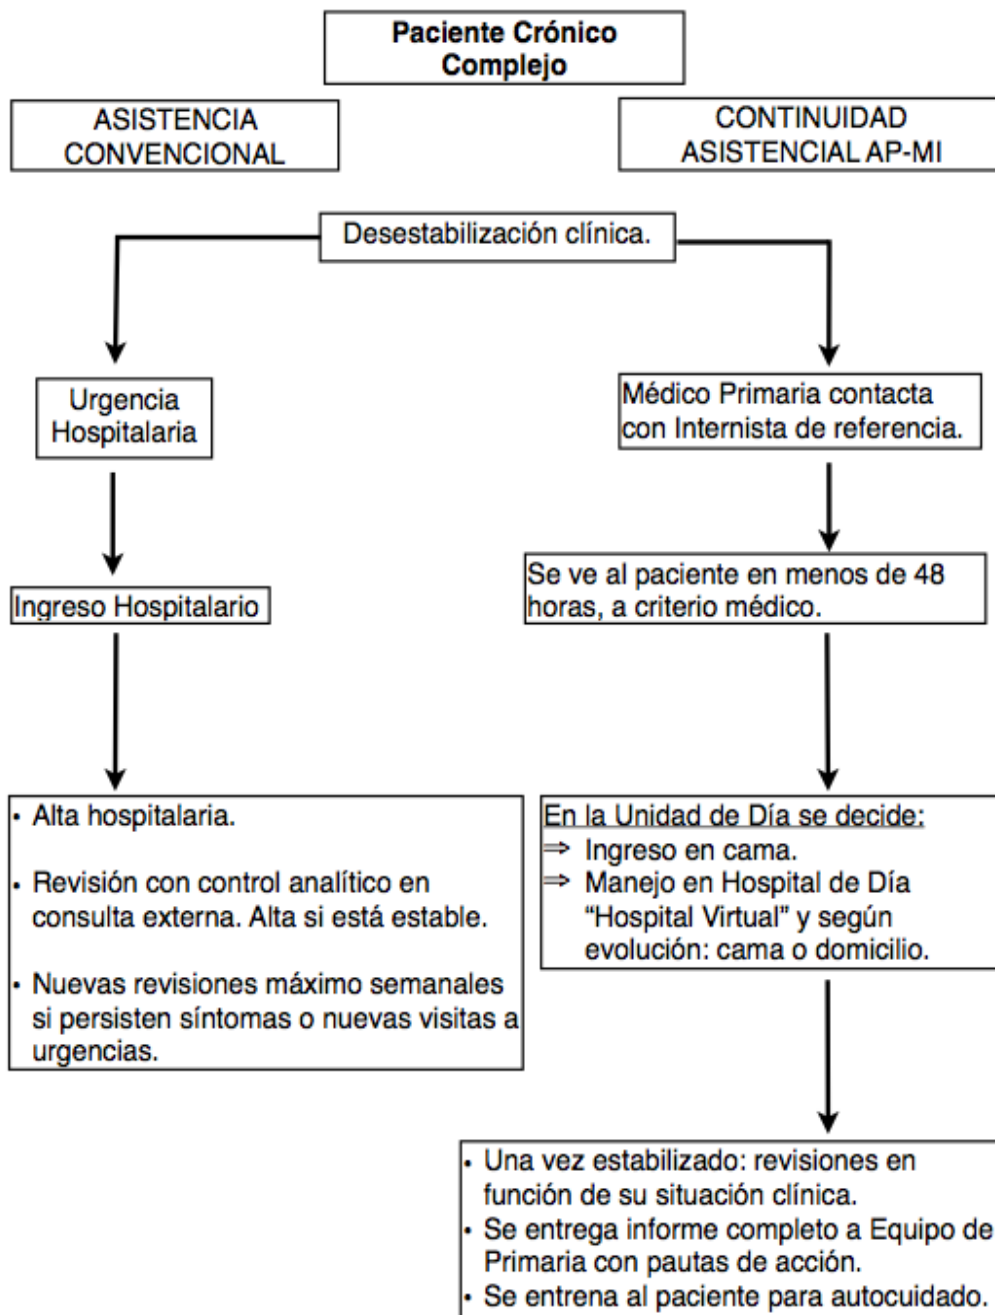 Paciente Crónico
Complejo
ASISTENCIA
CONVENCIONAL
CONTINUIDAD
ASISTENCIAL AP-MI
Desestabilización clínica.
Urgencia
Hospitalaria
Médico Primaria contacta
con Internista de referencia.
Ingreso Hospitalario
Se ve al paciente en menos de 48
horas, a criterio médico.
• Alta hospitalaria.
• Revisión con control analítico en
consulta externa. Alta si está estable.
• Nuevas revisiones máximo semanales
si persisten síntomas o nuevas visitas a
urgencias.
En la Unidad de Día se decide:
⇒ Ingreso en cama.
⇒ Manejo en Hospital de Día
“Hospital Virtual” y según
evolución: cama o domicilio.
• Una vez estabilizado: revisiones en
función de su situación clínica.
• Se entrega informe completo a Equipo de
Primaria con pautas de acción.
• Se entrena al paciente para autocuidado.